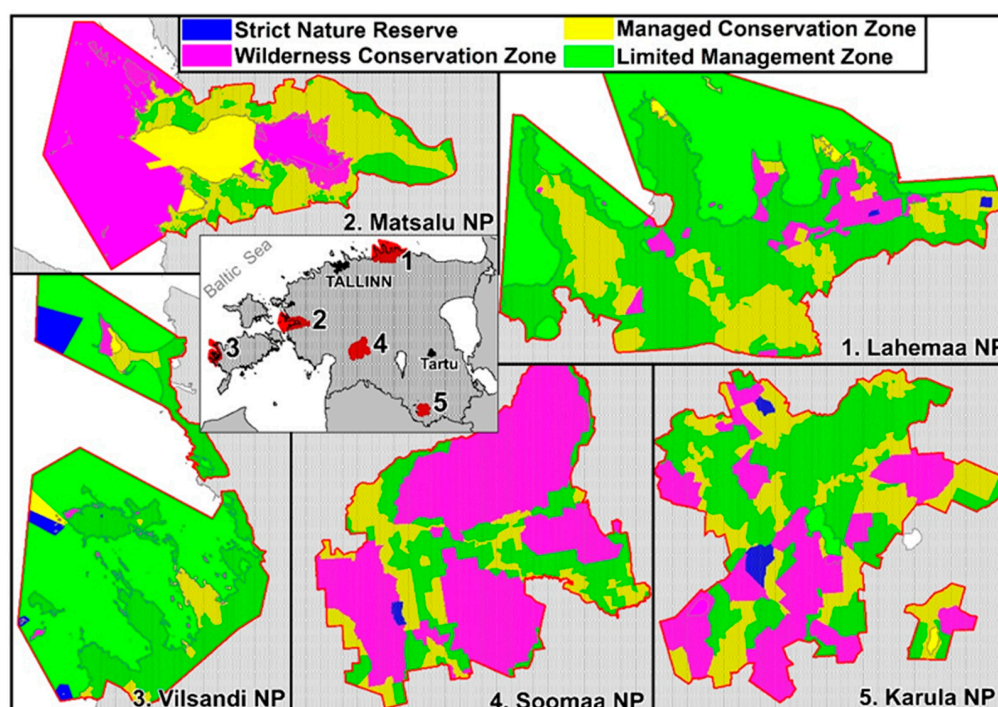 Strict Nature Reserve
Managed Conservation Zone
Wilderness Conservation Zone
Limited Management Zone
2. Matsalu NP
1. Lahemaa NP
Baltic Sea
TALLINN
1
2
3
4
Tartu
5
3. Vilsandi NP
4. Soomaa NP
5. Karula NP